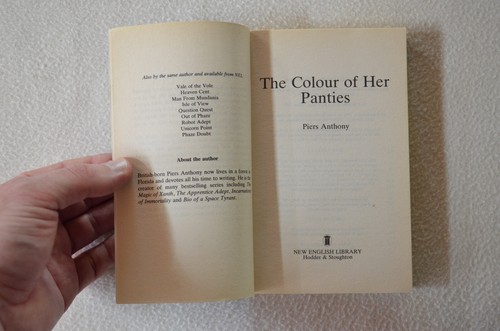 Also by the same author and available from NEL
Vale of the Vole
Heaven Cent
Man From Mundania
Isle of View
Question Quest
Out of Phaze
Robot Adept
Unicorn Point
Phaze Doubt
About the author
British-born Piers Anthony now lives in a forest in
Florida and devotes all his time to writing. He is
creator of many bestselling series including The
Magic of Xanth, The Apprentice Adept, Incarnations
of Immortality and Bio of a Space Tyrant.
The Colour of Her
Panties
Piers Anthony
NEW ENGLISH LIBRARY
Hodder & Stoughton